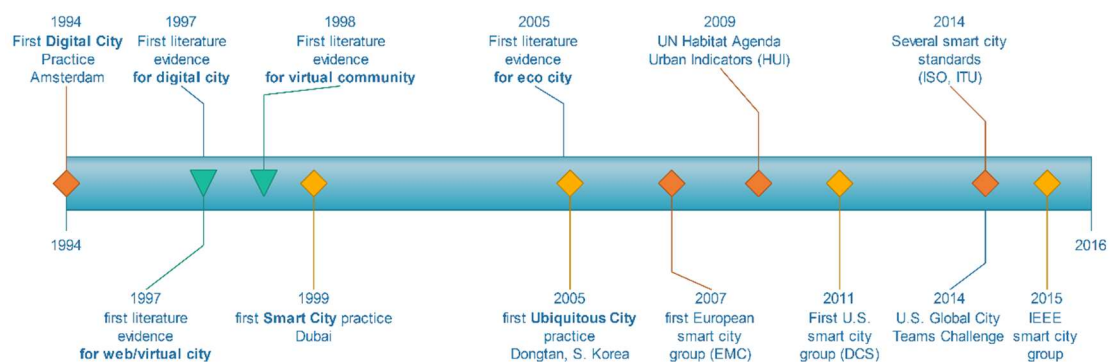 1994
First Digital City
Practice
Amsterdam
1997
First literature
evidence
for digital city
1998
First literature
evidence
for virtual community
2005
First literature
evidence
for eco city
2009
UN Habitat Agenda
Urban Indicators (HUI)
2014
Several smart city
standards
(ISO, ITU)
1994
2016
1997
first literature
evidence
for web/virtual city
1999
first Smart City practice
Dubai
2005
first Ubiquitous City
practice
Dongtan, S. Korea
2007
first European
smart city
group (EMC)
2011
First U.S.
smart city
group (DCS)
2014
U.S. Global City
Teams Challenge
2015
IEEE
smart city
group